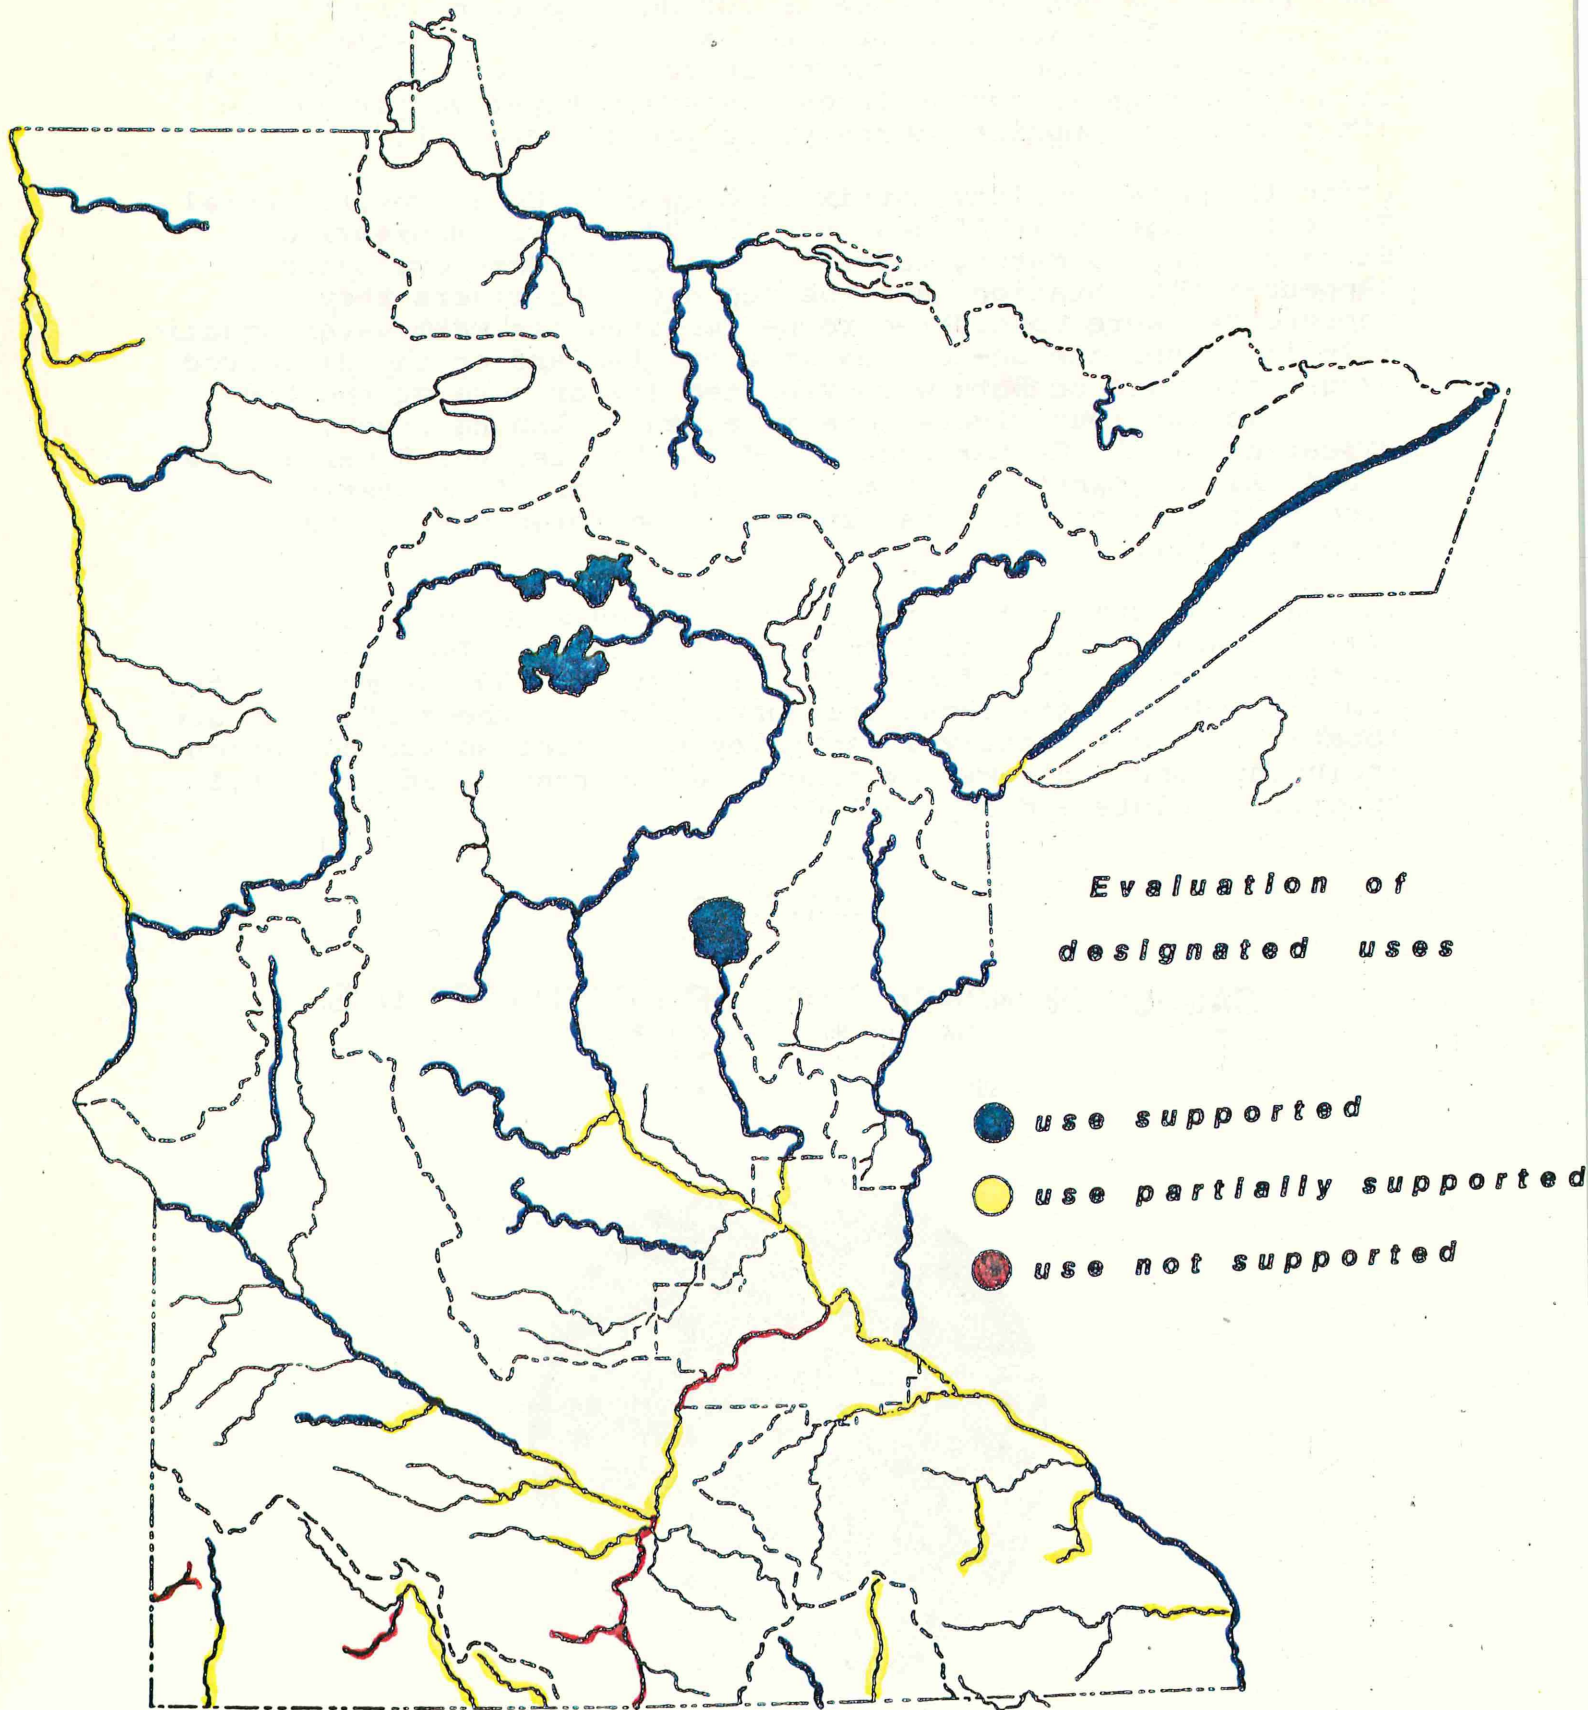 Evaluation of
designated uses
use supported
use partially supported
use not supported